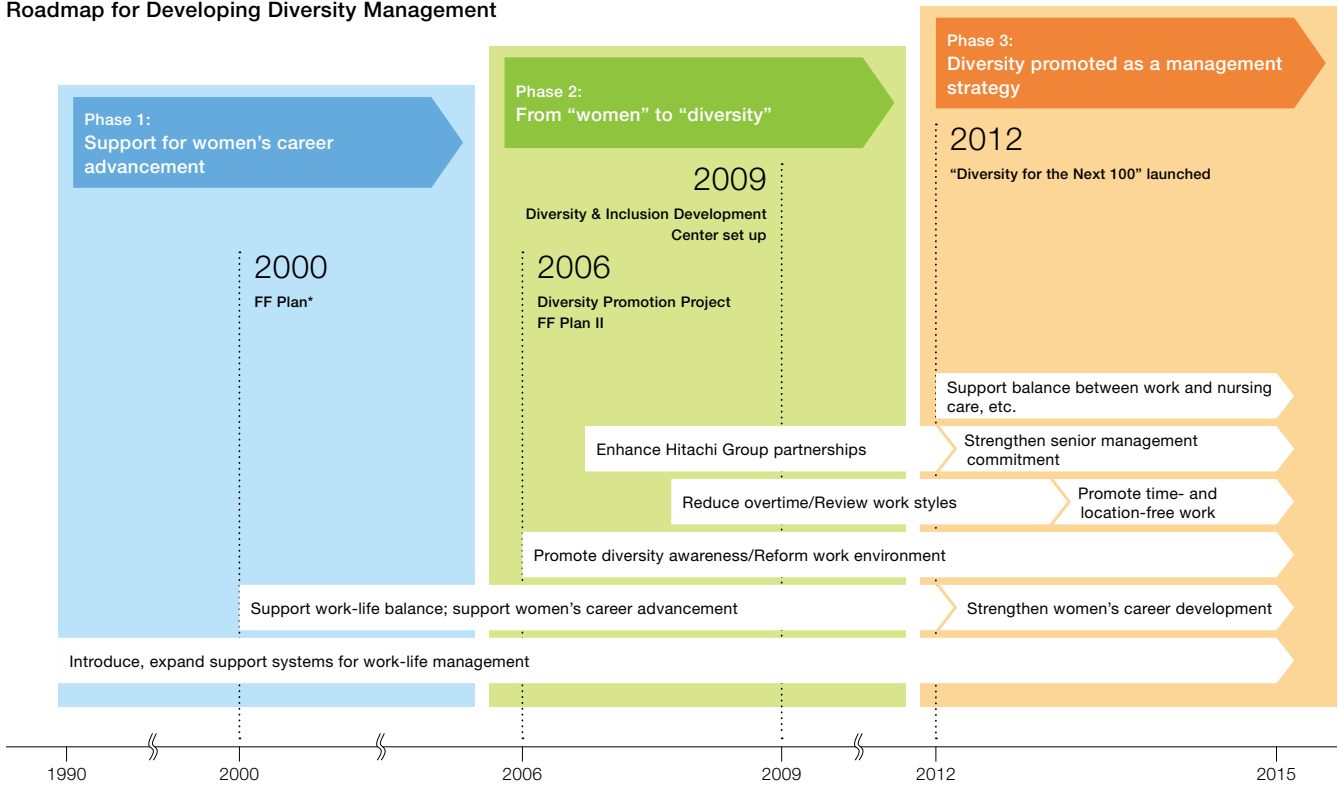 Roadmap for Developing Diversity Management
Phase 1:
Support for women's career
advancement
2000
FF Plan*
Phase 2:
From “women” to “diversity”
2009
Diversity & Inclusion Development
Center set up
2006
Diversity Promotion Project
FF Plan II
Phase 3:
Diversity promoted as a management
strategy
2012
“Diversity for the Next 100” launched
Support balance between work and nursing
care, etc.
Enhance Hitachi Group partnerships
Strengthen senior management
commitment
Reduce overtime/Review work styles
Promote time- and
location-free work
Promote diversity awareness/Reform work environment
Support work-life balance; support women's career advancement
Strengthen women's career development
Introduce, expand support systems for work-life management
1990
2000
2006
2009
2012
2015